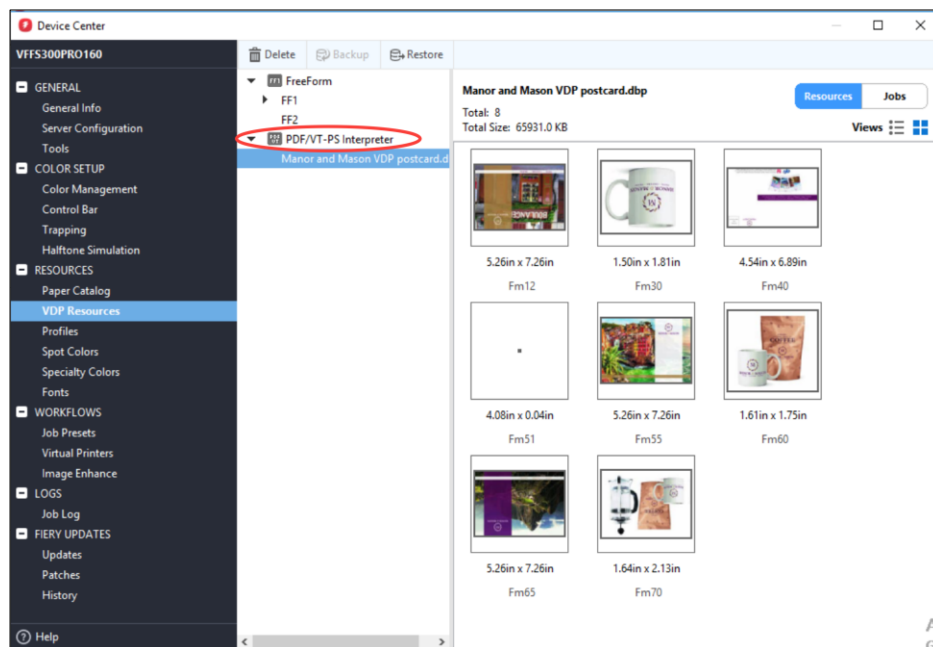 Device Center
VFFS300PRO160
Delete Backup Restore
GENERAL
General Info
Server Configuration
Tools
COLOR SETUP
Color Management
Control Bar
Trapping
Halftone Simulation
RESOURCES
Paper Catalog
VDP Resources
Profiles
Spot Colors
Specialty Colors
Fonts
WORKFLOWS
Job Presets
Virtual Printers
Image Enhance
LOGS
Job Log
FIERY UPDATES
Updates
Patches
History
Help
FreeForm
FF1
FF2
PDF/VT-PS Interpreter
Manor and Mason VDP postcard.d
Manor and Mason VDP postcard.dbp
Total: 8
Total Size: 65931.0 KB
Resources Jobs
Views
5.26in x 7.26in 1.50in x 1.81in 4.54in x 6.89in
Fm12 Fm30 Fm40
4.08in x 0.04in 5.26in x 7.26in 1.61in x 1.75in
Fm51 Fm55 Fm60
5.26in x 7.26in 1.64in x 2.13in
Fm65 Fm70